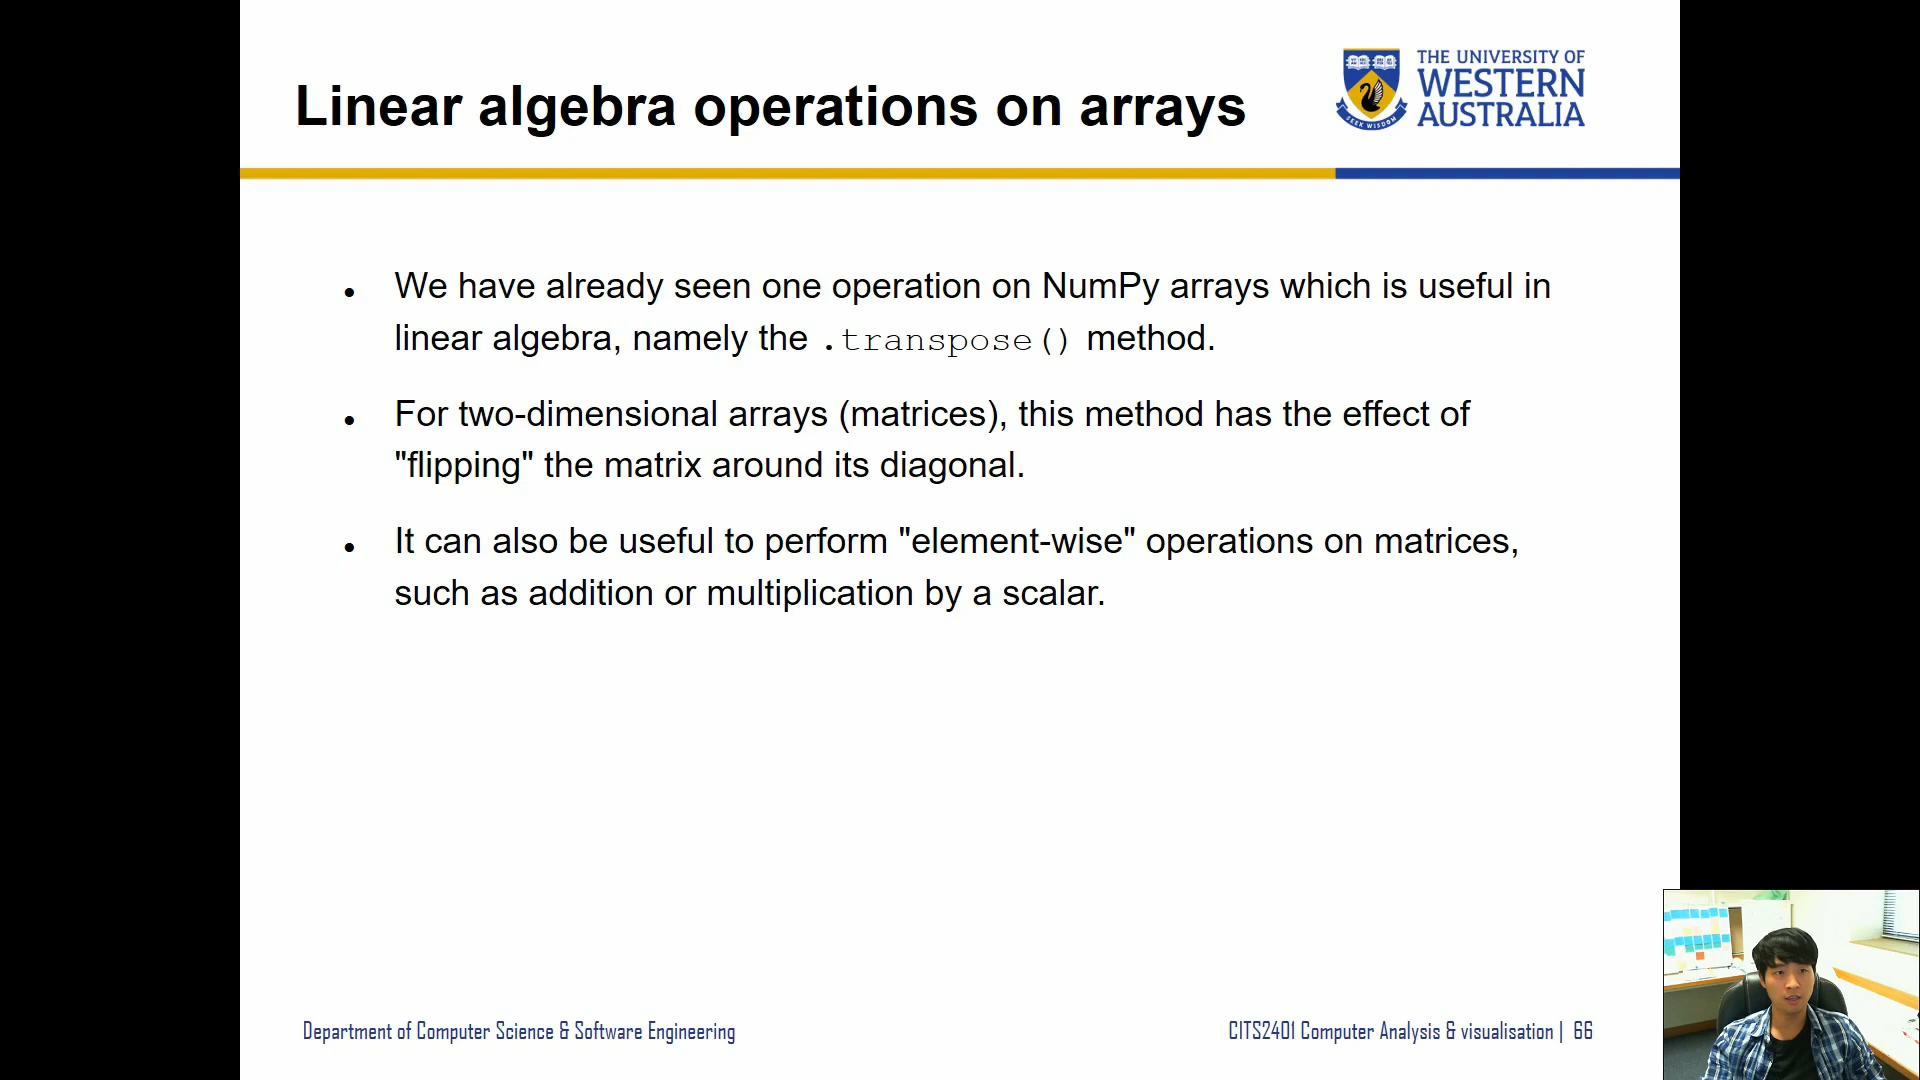 Linear algebra operations on arrays
THE UNIVERSITY OF
WESTERN
AUSTRALIA
SEEK WISDOM
• We have already seen one operation on NumPy arrays which is useful in
linear algebra, namely the .transpose() method.
• For two-dimensional arrays (matrices), this method has the effect of
"flipping" the matrix around its diagonal.
• It can also be useful to perform "element-wise" operations on matrices,
such as addition or multiplication by a scalar.
Department of Computer Science & Software Engineering
CITS2401 Computer Analysis & visualisation | 66